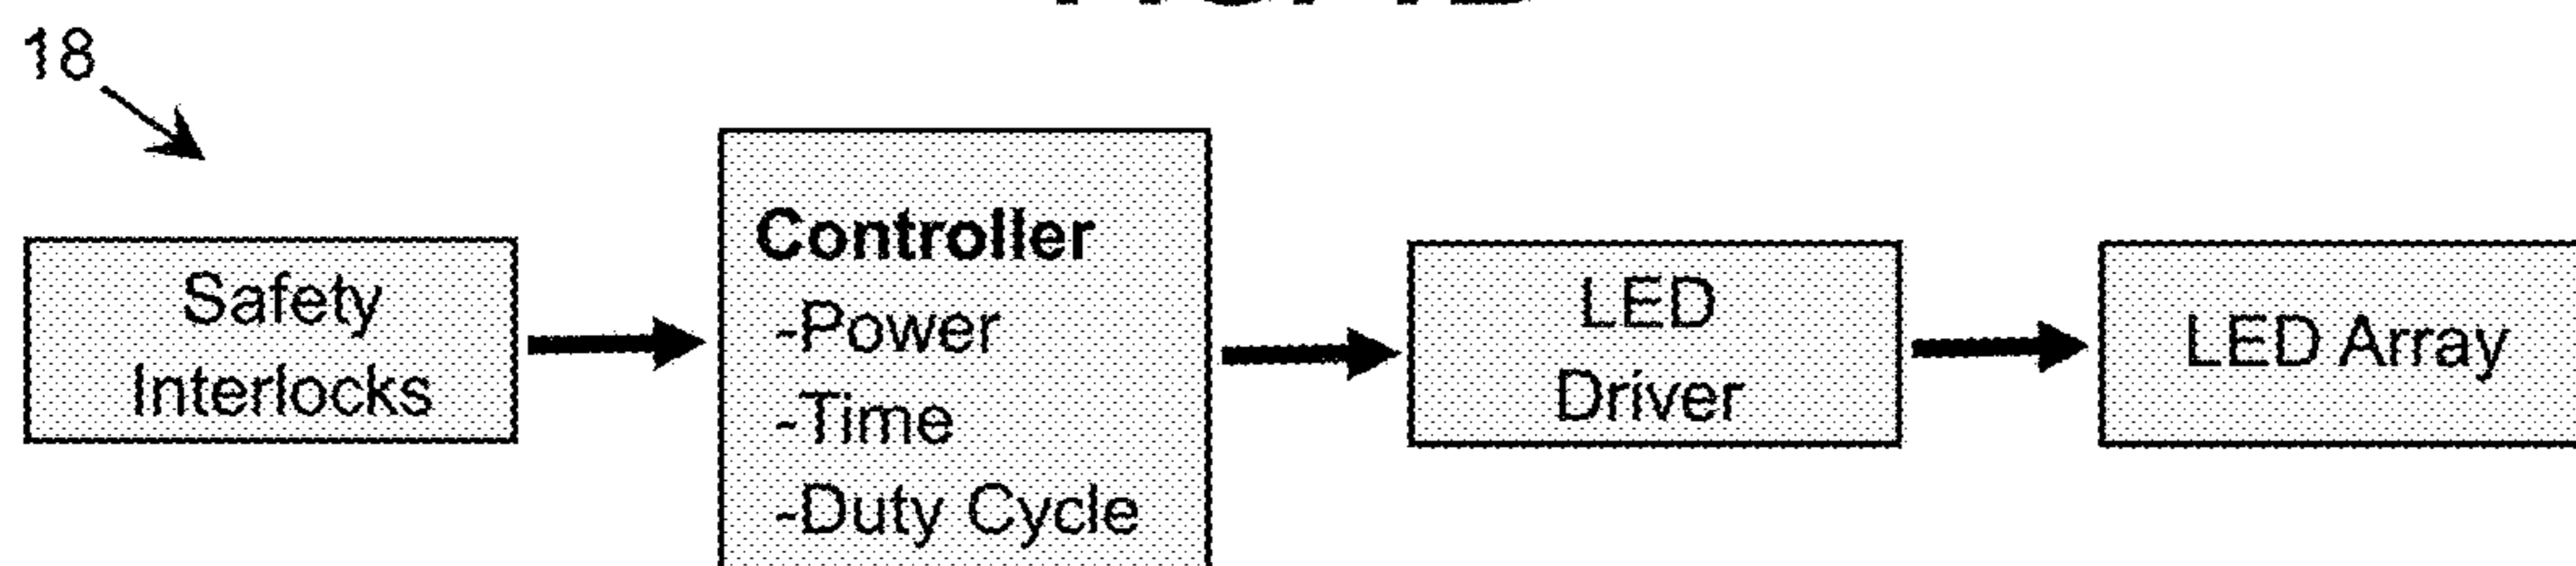 18
Safety
Interlocks
Controller
-Power
-Time
-Duty Cycle
LED
Driver
LED Array